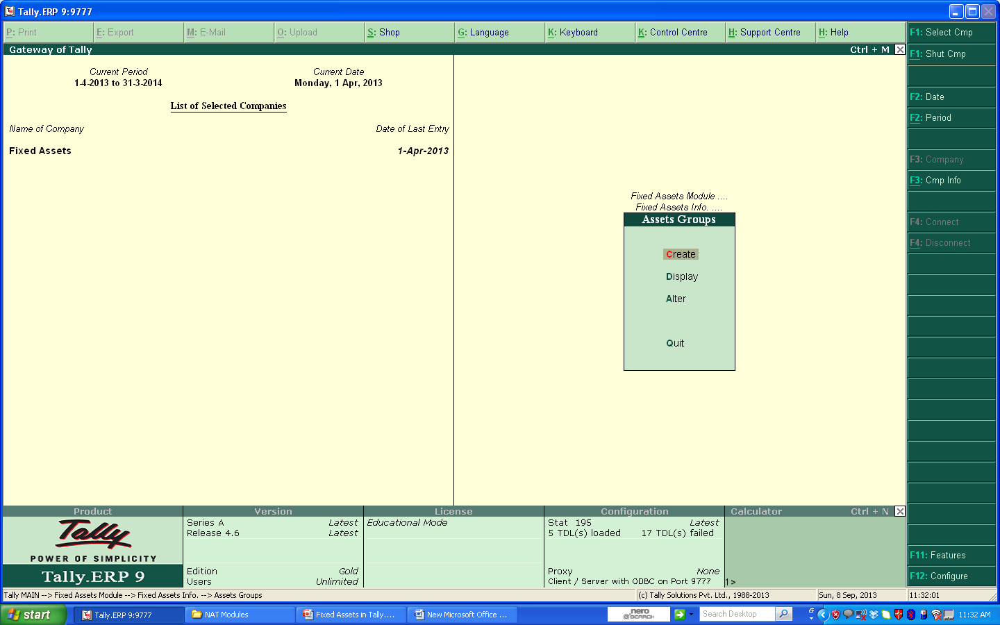 Tally.ERP 9:9777
P: Print
E: Export
M: E-Mail
O: Upload
S: Shop
G: Language
K: Keyboard
K: Control Centre
H: Support Centre
H: Help
Gateway of Tally
Ctrl + M
Current Period
Current Date
1-4-2013 to 31-3-2014
Monday, 1 Apr, 2013
List of Selected Companies
Name of Company
Date of Last Entry
Fixed Assets
1-Apr-2013
Fixed Assets Module ....
Fixed Assets Info. ....
Assets Groups
Create
Display
Alter
Quit
F1: Select Cmp
F1: Shut Cmp
F2: Date
F2: Period
F3: Company
F3: Cmp Info
F4: Connect
F4: Disconnect
F11: Features
F12: Configure
Product
Tally
POWER OF SIMPLICITY
Tally.ERP 9
Version
Series A Latest
Release 4.6 Latest
Edition Gold
Users Unlimited
License
Educational Mode
Configuration
Stat 195 Latest
5 TDL(s) loaded 17 TDL(s) failed
Proxy None
Client / Server with ODBC on Port 9777
Calculator
Ctrl + N
1>
Tally MAIN --> Fixed Assets Module --> Fixed Assets Info. --> Assets Groups
(c) Tally Solutions Pvt. Ltd., 1988-2013
Sun, 8 Sep, 2013
11:32:01
start
Tally.ERP 9:9777
NAT Modules
Fixed Assets in Tally....
New Microsoft Office ...
nero
SEARCH
Search Desktop
11:32 AM